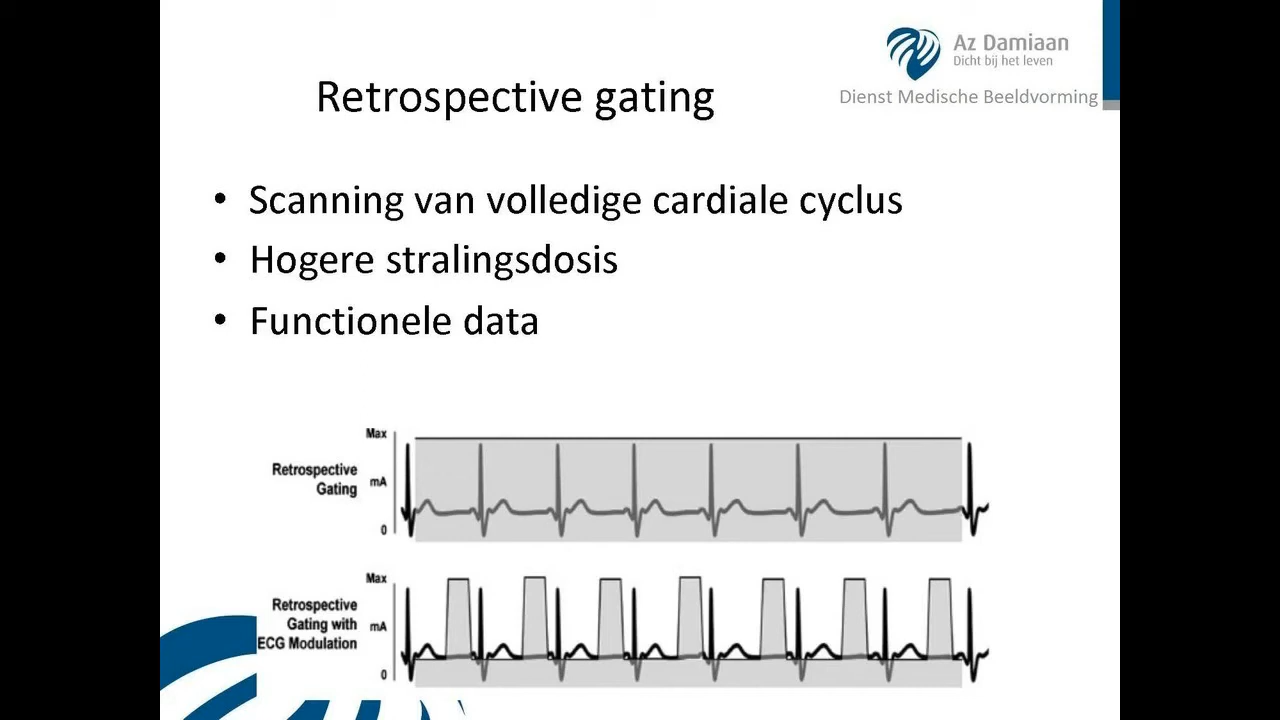 Az Damiaan
Dicht bij het leven
Dienst Medische Beeldvorming
Retrospective gating
• Scanning van volledige cardiale cyclus
• Hogere stralingsdosis
• Functionele data
Max
Retrospective
Gating
mA
0
Max
Retrospective
Gating with
ECG Modulation
mA
0